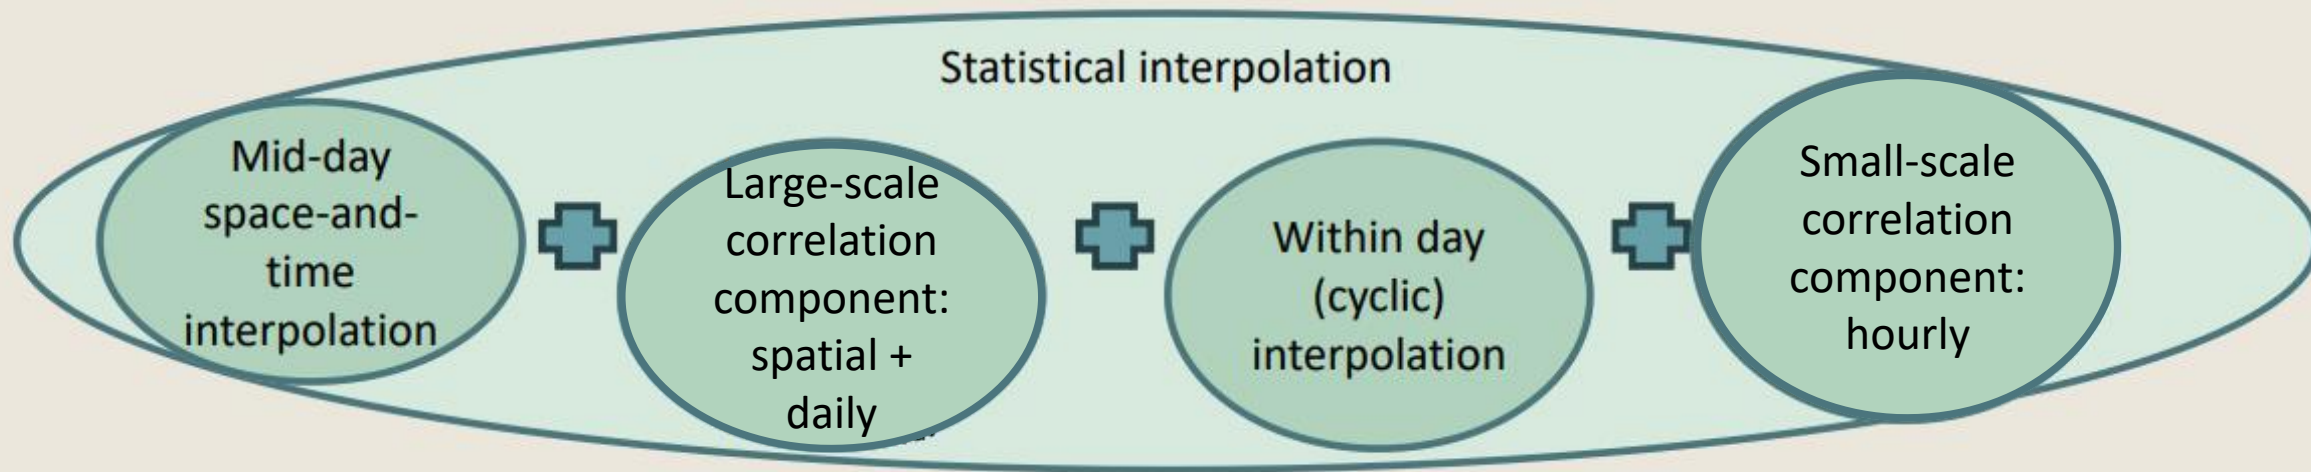 Statistical interpolation
Mid-day
space-and-
time
interpolation
Large-scale
correlation
component:
spatial +
daily
Within day
(cyclic)
interpolation
Small-scale
correlation
component:
hourly